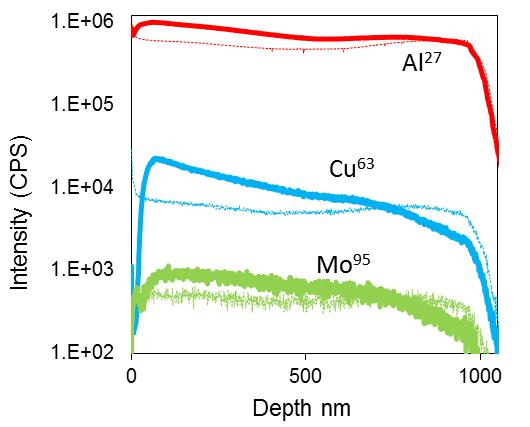 1.E+06
Al²⁷
1.E+05
Cu⁶³
1.E+04
Intensity (CPS)
Mo⁹⁵
1.E+03
1.E+02
0 500 1000
Depth nm